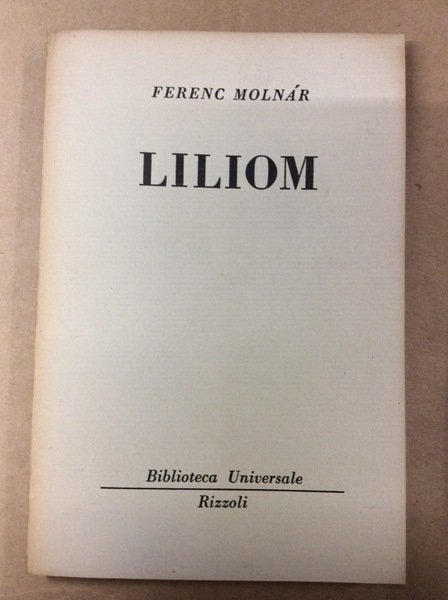 FERENC MOLNÁR
LILIOM
Biblioteca Universale
Rizzoli